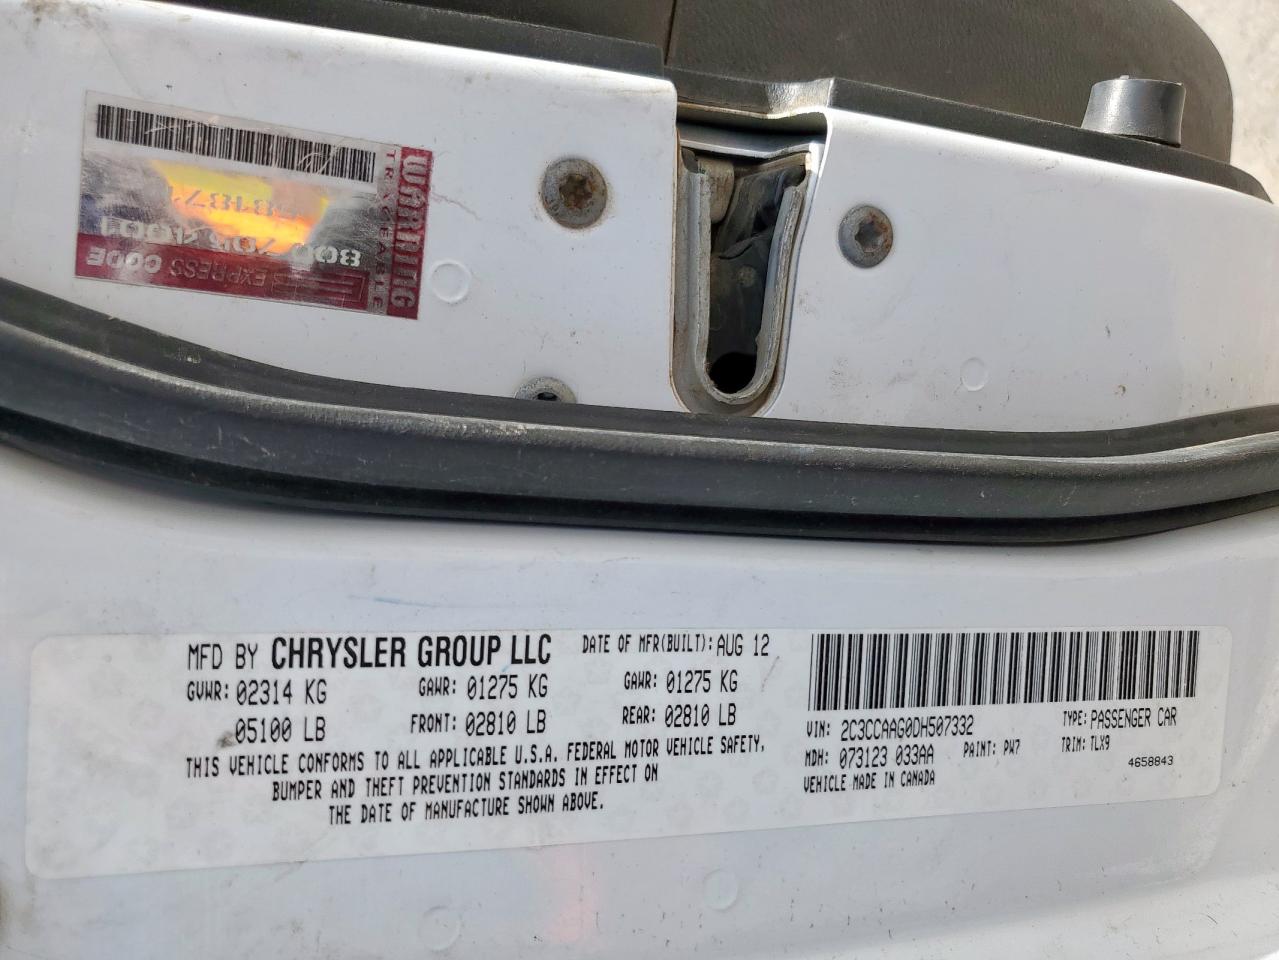 WARNING
TRACEABLE
EXPRESS CODE
MFD BY CHRYSLER GROUP LLC DATE OF MFR(BUILT): AUG 12
GVWR: 02314 KG GAWR: 01275 KG GAWR: 01275 KG
05100 LB FRONT: 02810 LB REAR: 02810 LB
THIS VEHICLE CONFORMS TO ALL APPLICABLE U.S.A. FEDERAL MOTOR VEHICLE SAFETY,
BUMPER AND THEFT PREVENTION STANDARDS IN EFFECT ON
THE DATE OF MANUFACTURE SHOWN ABOVE.
VIN: 2C3CCAAG0DH507332 TYPE: PASSENGER CAR
MDH: 073123 033AA PAINT: PW7 TRIM: TLX9
VEHICLE MADE IN CANADA 4658843